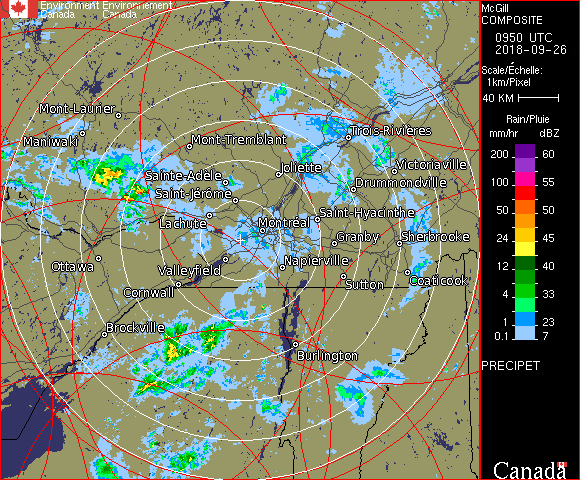 Environment Environnement
Canada Canada
McGill
COMPOSITE
0950 UTC
2018-09-26
Scale/Échelle:
1km/Pixel
40 KM
Rain/Pluie
mm/hr dBZ
200 60
150 57
100 55
50 50
24 45
12 40
4 33
1 23
0.1 7
PRECIPET
Mont-Laurier
Maniwaki
Mont-Tremblant
Trois-Rivières
Sainte-Adèle
Joliette
Victoriaville
Saint-Jérôme
Drummondville
Lachute
Montréal
Saint-Hyacinthe
Granby
Sherbrooke
Ottawa
Valleyfield
Napierville
Cornwall
Sutton
Coaticook
Brockville
Burlington
Canada